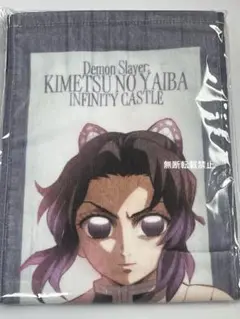 Demon Slayer,
KIMETSU NO YAIBA
INFINITY CASTLE
無断転載禁止